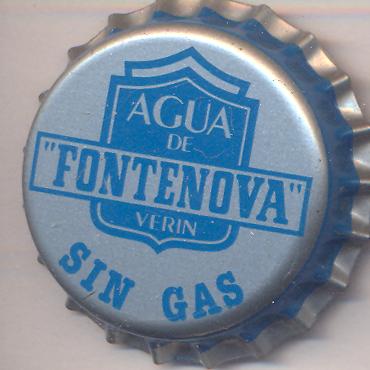 AGUA
DE
"FONTENOVA"
VERIN
SIN GAS